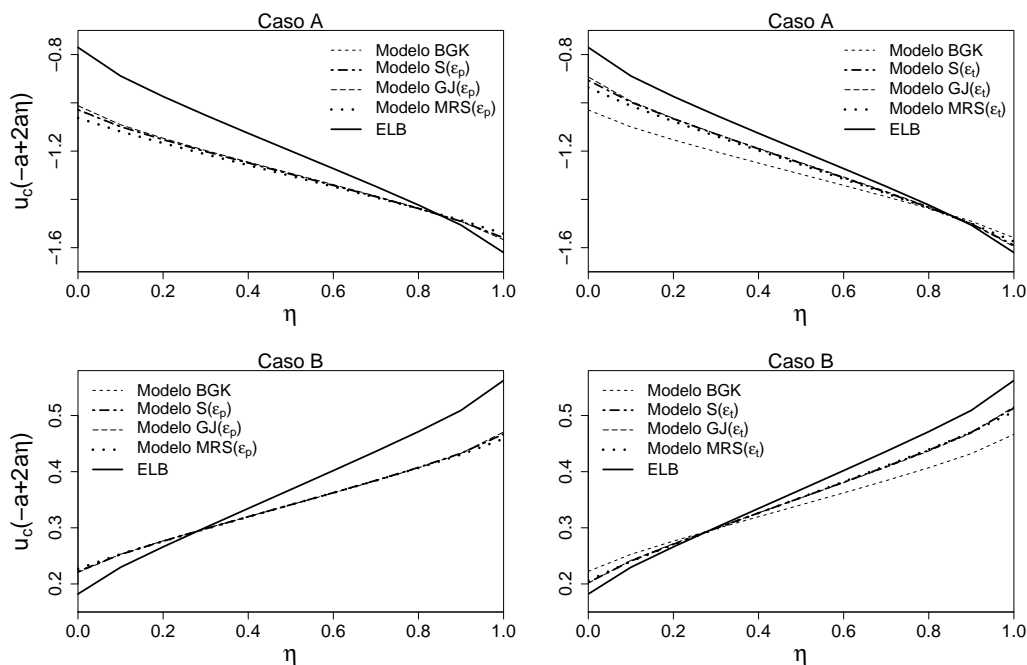 Caso A
Modelo BGK
Modelo S(εp)
Modelo GJ(εp)
Modelo MRS(εp)
ELB
uc(−a+2aη)
−0.8
−1.2
−1.6
0.0 0.2 0.4 0.6 0.8 1.0
η
Caso A
Modelo BGK
Modelo S(εt)
Modelo GJ(εt)
Modelo MRS(εt)
ELB
−0.8
−1.2
−1.6
0.0 0.2 0.4 0.6 0.8 1.0
η
Caso B
Modelo BGK
Modelo S(εp)
Modelo GJ(εp)
Modelo MRS(εp)
ELB
uc(−a+2aη)
0.5
0.4
0.3
0.2
0.0 0.2 0.4 0.6 0.8 1.0
η
Caso B
Modelo BGK
Modelo S(εt)
Modelo GJ(εt)
Modelo MRS(εt)
ELB
0.5
0.4
0.3
0.2
0.0 0.2 0.4 0.6 0.8 1.0
η